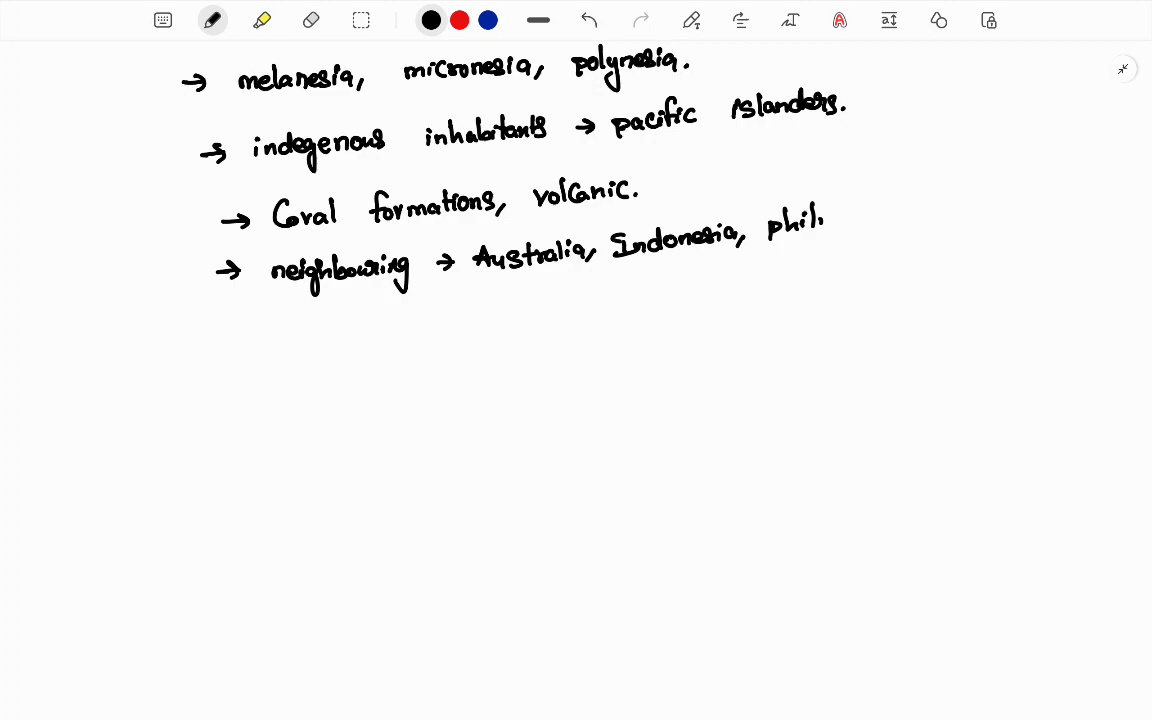 → melanesia, micronesia, polynesia.
→ indegenous inhabitants → pacific islanders.
→ Coral formations, volcanic.
→ neighbouring → Australia, Indonesia, phil.